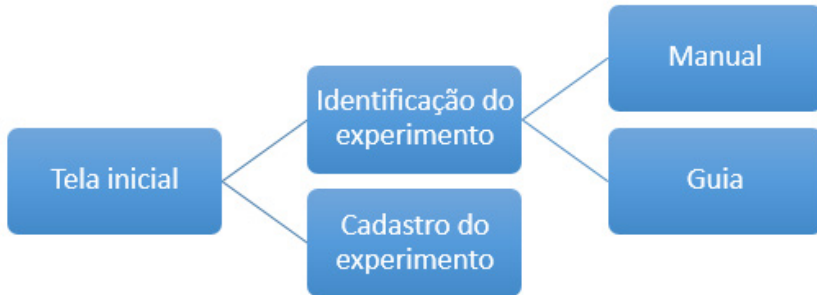 Tela inicial
Identificação do
experimento
Cadastro do
experimento
Manual
Guia